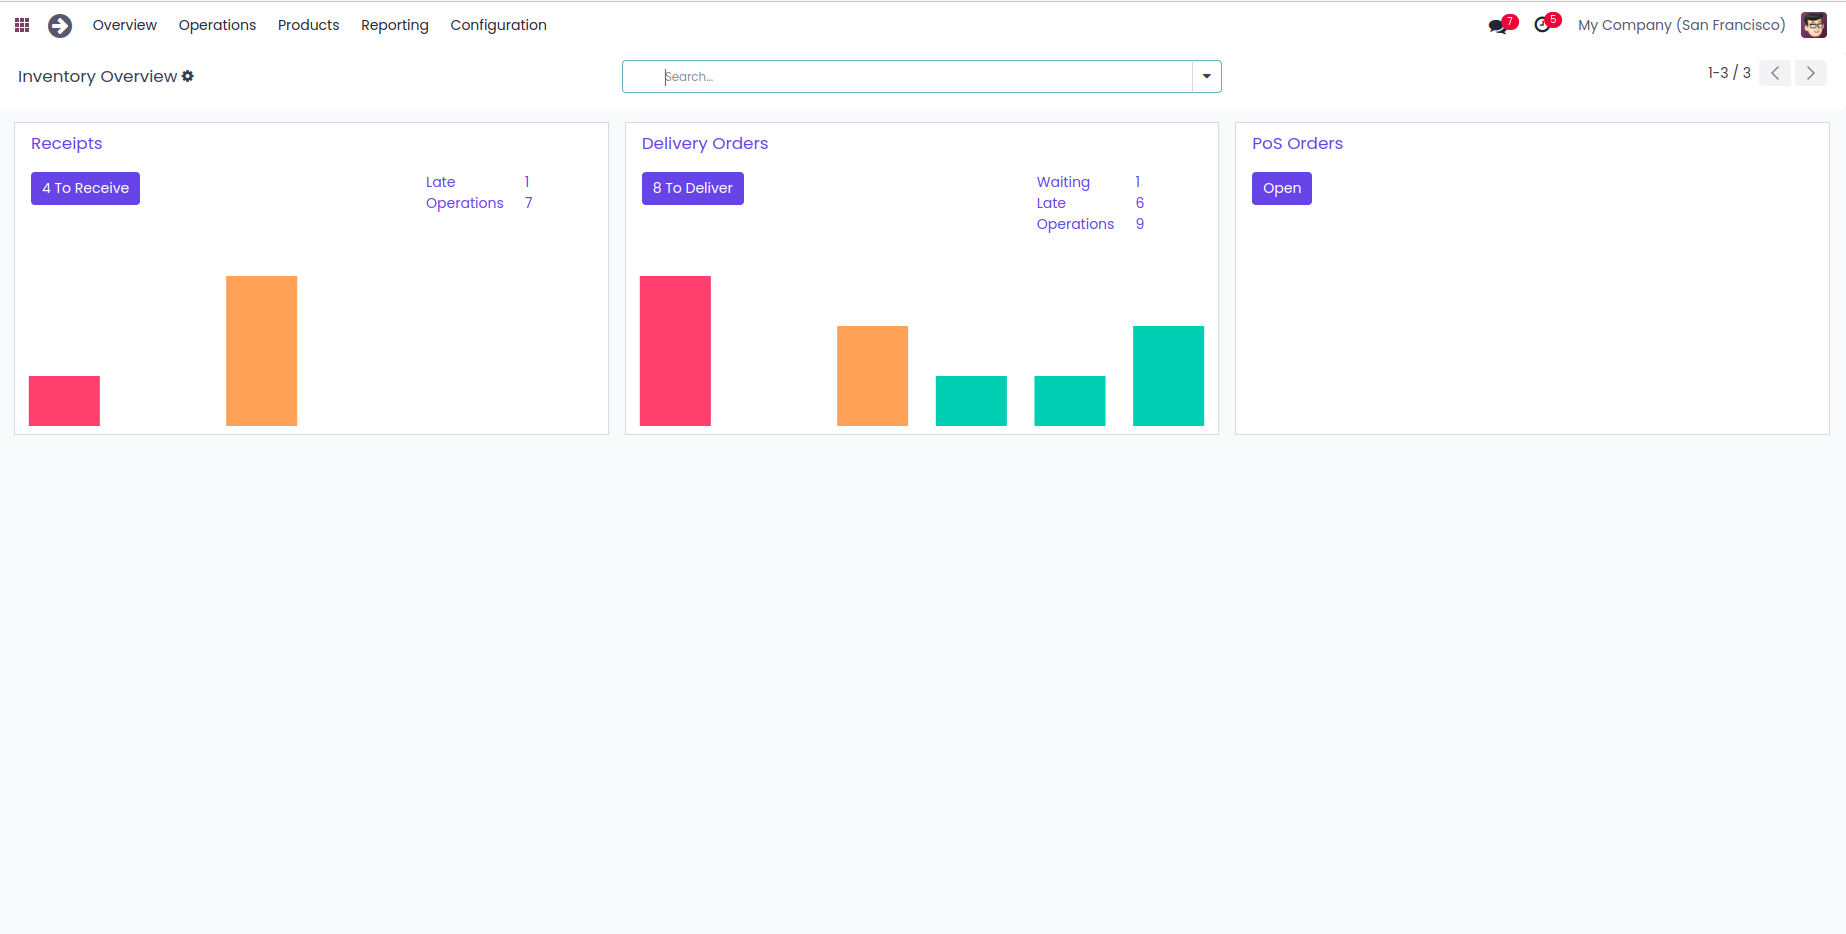 Overview Operations Products Reporting Configuration 7 5 My Company (San Francisco)
Inventory Overview Search... 1-3 / 3
Receipts
4 To Receive
Late 1
Operations 7
Delivery Orders
8 To Deliver
Waiting 1
Late 6
Operations 9
PoS Orders
Open